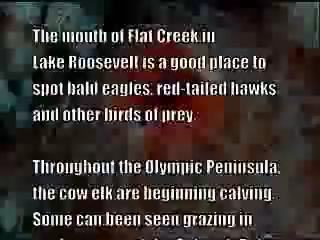 The mouth of Flat Creek in
Lake Roosevelt is a good place to
spot bald eagles, red-tailed hawks
and other birds of prey.
Throughout the Olympic Peninsula,
the cow elk are beginning calving.
Some can be seen grazing in